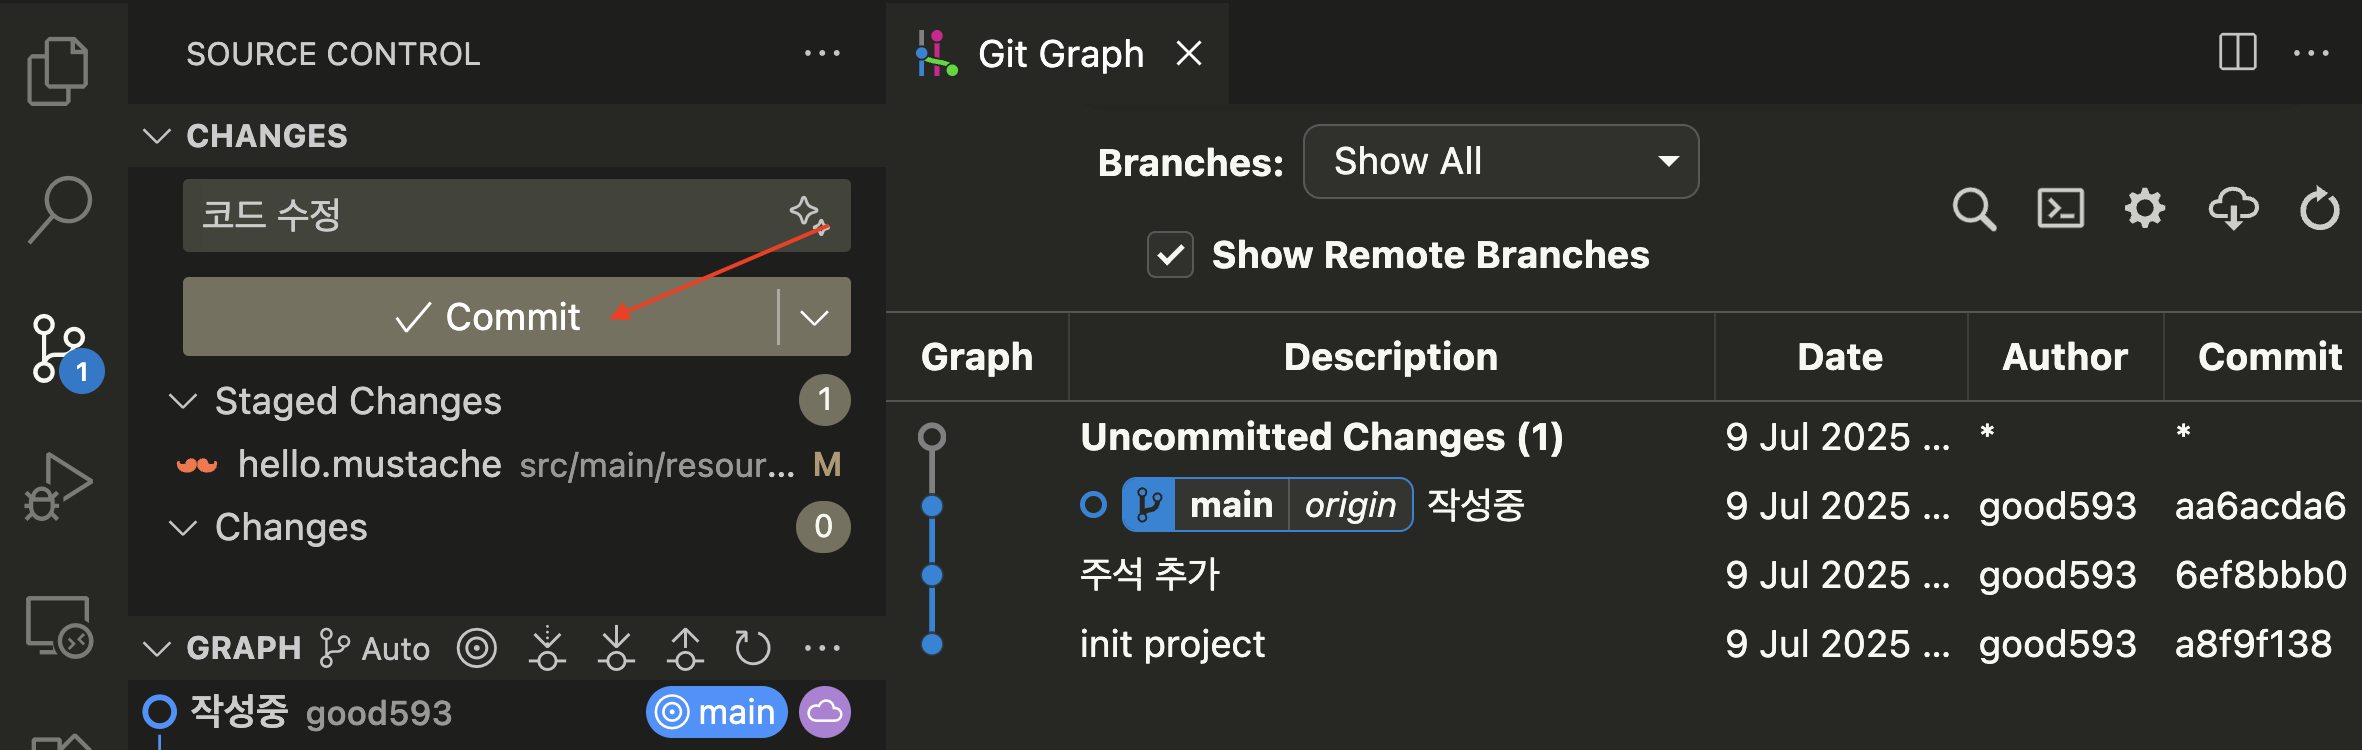 SOURCE CONTROL
CHANGES
코드 수정
Commit
Staged Changes 1
hello.mustache src/main/resour... M
Changes 0
GRAPH Auto
작성중 good593 main
1
Git Graph
Branches: Show All
Show Remote Branches
Graph Description Date Author Commit
Uncommitted Changes (1) 9 Jul 2025 ... * *
main origin 작성중 9 Jul 2025 ... good593 aa6acda6
주석 추가 9 Jul 2025 ... good593 6ef8bbb0
init project 9 Jul 2025 ... good593 a8f9f138